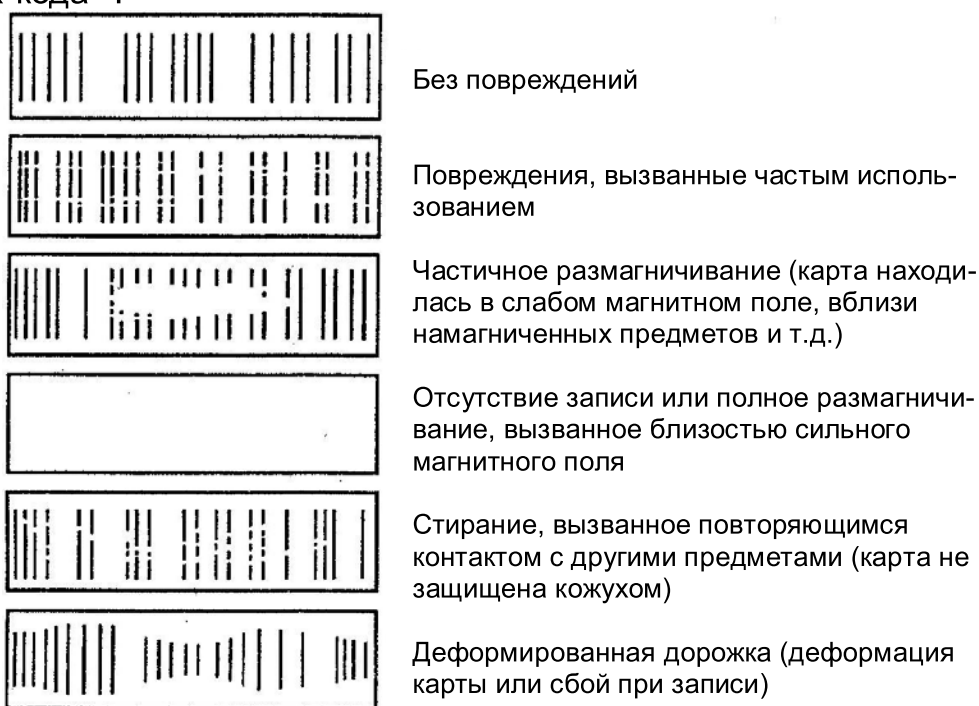 Без повреждений
Повреждения, вызванные частым исполь-
зованием
Частичное размагничивание (карта находи-
лась в слабом магнитном поле, вблизи
намагниченных предметов и т.д.)
Отсутствие записи или полное размагничи-
вание, вызванное близостью сильного
магнитного поля
Стирание, вызванное повторяющимся
контактом с другими предметами (карта не
защищена кожухом)
Деформированная дорожка (деформация
карты или сбой при записи)